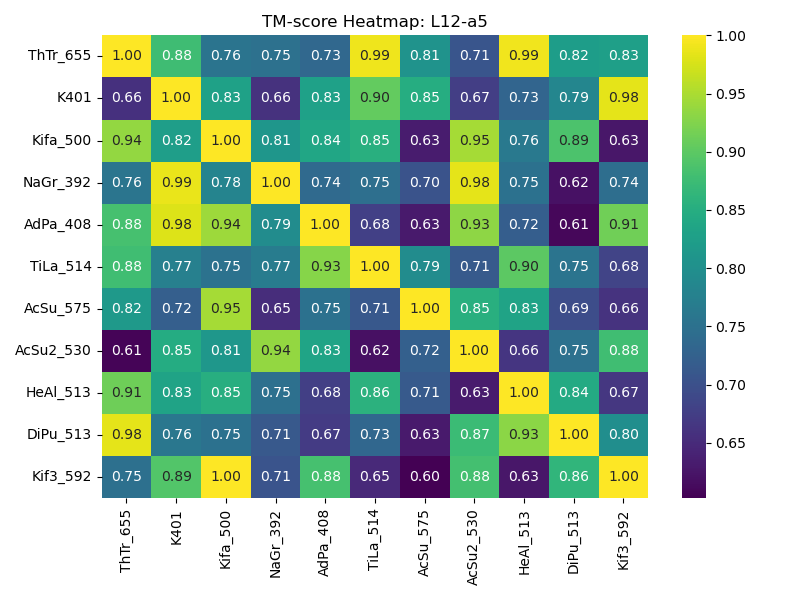 TM-score Heatmap: L12-a5
ThTr_655 1.00 0.88 0.76 0.75 0.73 0.99 0.81 0.71 0.99 0.82 0.83
K401 0.66 1.00 0.83 0.66 0.83 0.90 0.85 0.67 0.73 0.79 0.98
Kifa_500 0.94 0.82 1.00 0.81 0.84 0.85 0.63 0.95 0.76 0.89 0.63
NaGr_392 0.76 0.99 0.78 1.00 0.74 0.75 0.70 0.98 0.75 0.62 0.74
AdPa_408 0.88 0.98 0.94 0.79 1.00 0.68 0.63 0.93 0.72 0.61 0.91
TiLa_514 0.88 0.77 0.75 0.77 0.93 1.00 0.79 0.71 0.90 0.75 0.68
AcSu_575 0.82 0.72 0.95 0.65 0.75 0.71 1.00 0.85 0.83 0.69 0.66
AcSu2_530 0.61 0.85 0.81 0.94 0.83 0.62 0.72 1.00 0.66 0.75 0.88
HeAl_513 0.91 0.83 0.85 0.75 0.68 0.86 0.71 0.63 1.00 0.84 0.67
DiPu_513 0.98 0.76 0.75 0.71 0.67 0.73 0.63 0.87 0.93 1.00 0.80
Kif3_592 0.75 0.89 1.00 0.71 0.88 0.65 0.60 0.88 0.63 0.86 1.00
ThTr_655 K401 Kifa_500 NaGr_392 AdPa_408 TiLa_514 AcSu_575 AcSu2_530 HeAl_513 DiPu_513 Kif3_592
1.00
0.95
0.90
0.85
0.80
0.75
0.70
0.65